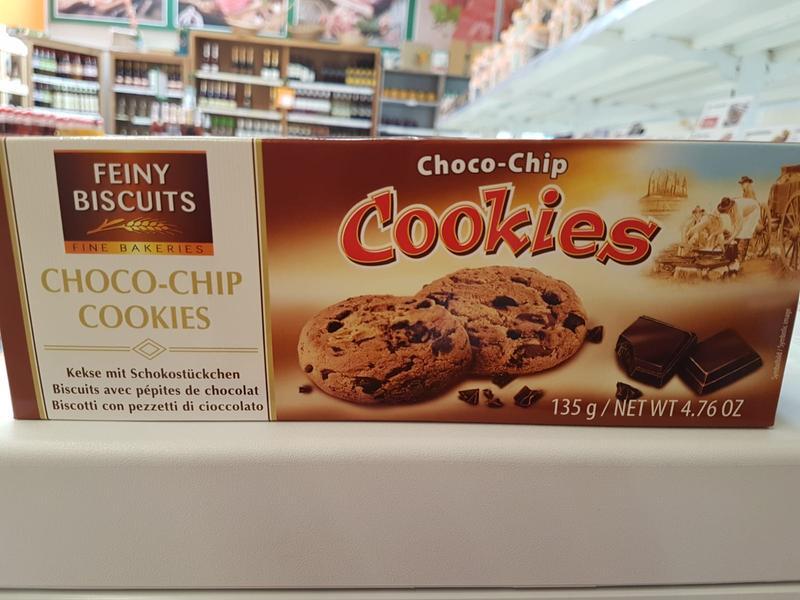 FEINY
BISCUITS
FINE BAKERIES
CHOCO-CHIP
COOKIES
Kekse mit Schokostückchen
Biscuits avec pépites de chocolat
Biscotti con pezzetti di cioccolato
Choco-Chip
Cookies
135 g / NET WT 4.76 OZ